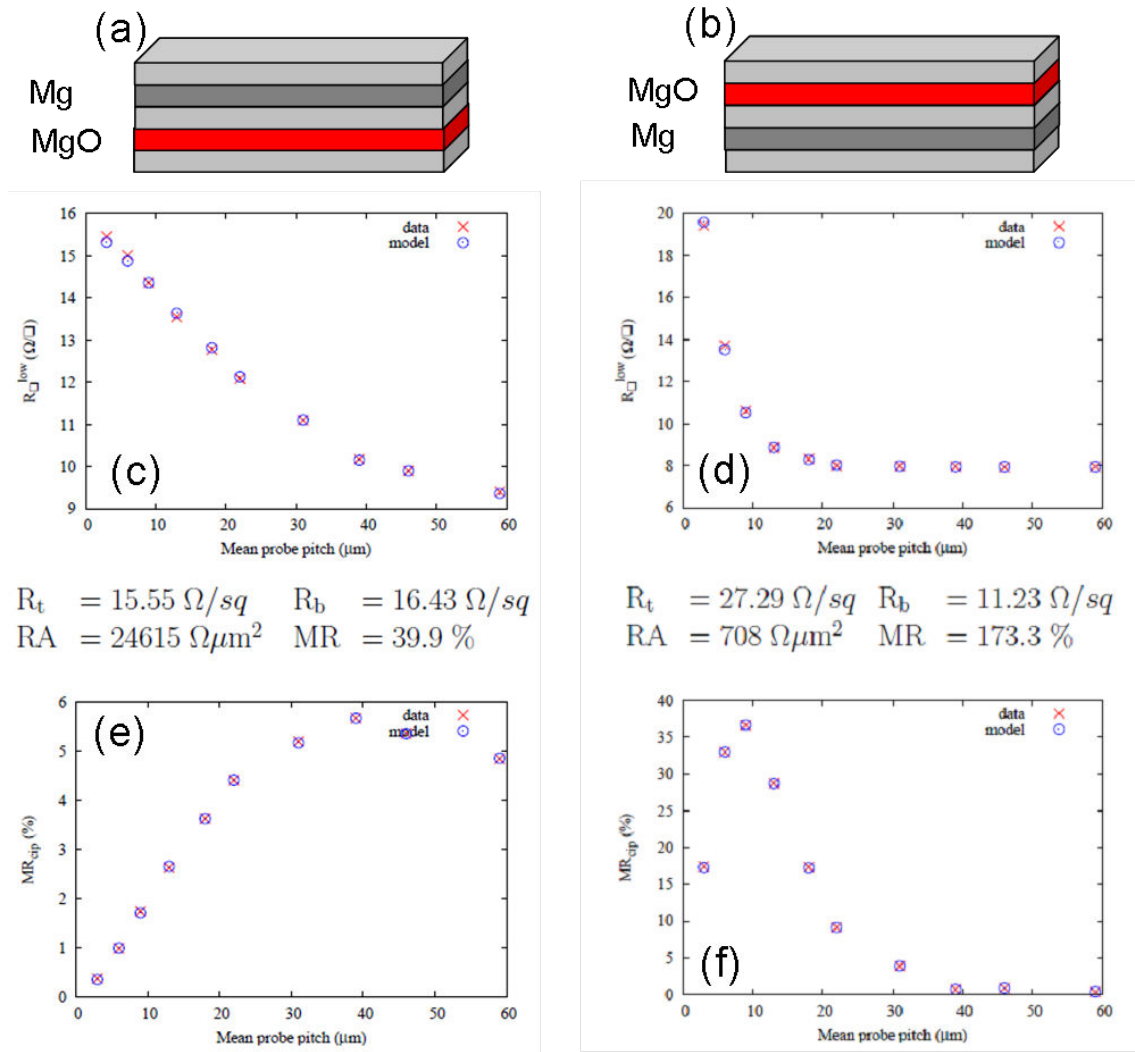 (a)
Mg
MgO
(b)
MgO
Mg
16
15
14
13
12
11
10
9
R□^low (Ω/□)
data
model
(c)
0 10 20 30 40 50 60
Mean probe pitch (μm)
20
18
16
14
12
10
8
6
R□^low (Ω/□)
data
model
(d)
0 10 20 30 40 50 60
Mean probe pitch (μm)
Rt = 15.55 Ω/sq Rb = 16.43 Ω/sq
RA = 24615 Ωμm² MR = 39.9 %
Rt = 27.29 Ω/sq Rb = 11.23 Ω/sq
RA = 708 Ωμm² MR = 173.3 %
6
5
4
3
2
1
0
MRcip (%)
(e)
data
model
0 10 20 30 40 50 60
Mean probe pitch (μm)
40
35
30
25
20
15
10
5
0
MRcip (%)
data
model
(f)
0 10 20 30 40 50 60
Mean probe pitch (μm)